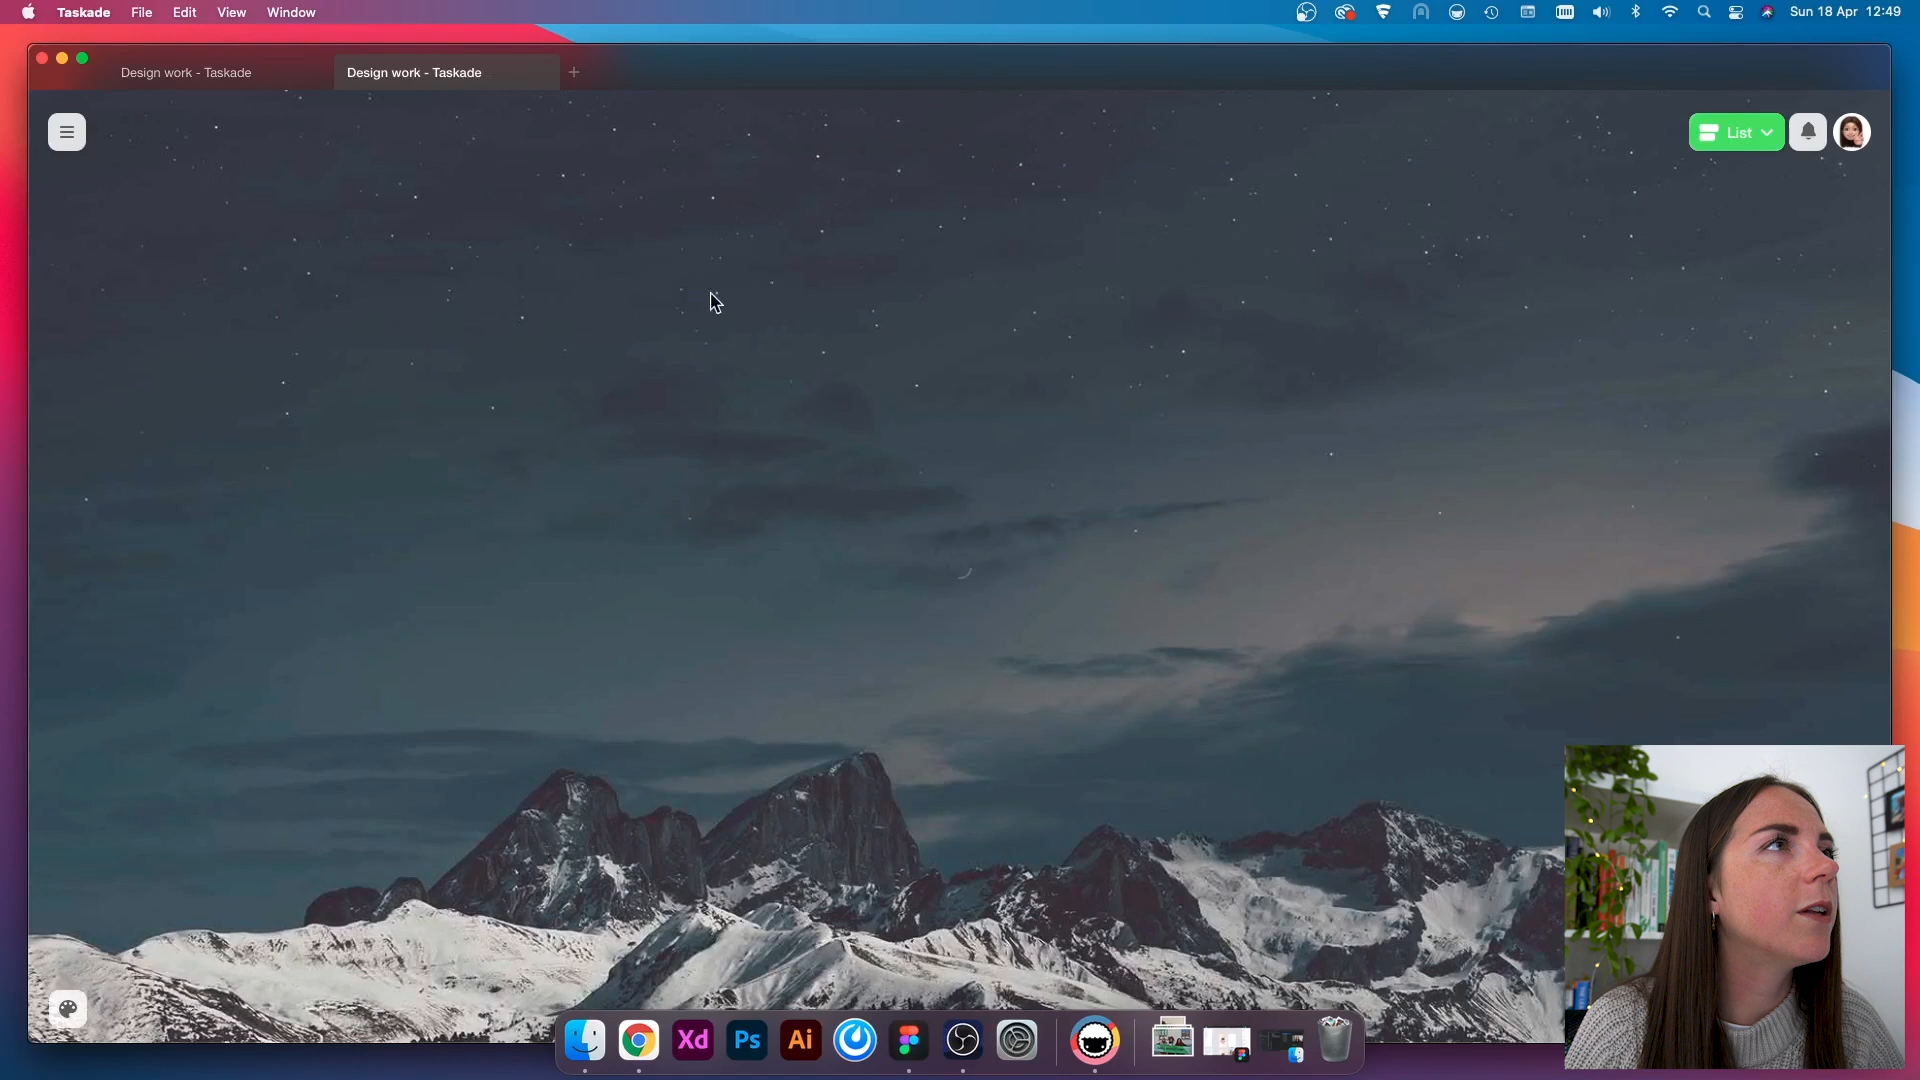 Taskade File Edit View Window Sun 18 Apr 12:49
Design work - Taskade Design work - Taskade
List
Xd Ps Ai